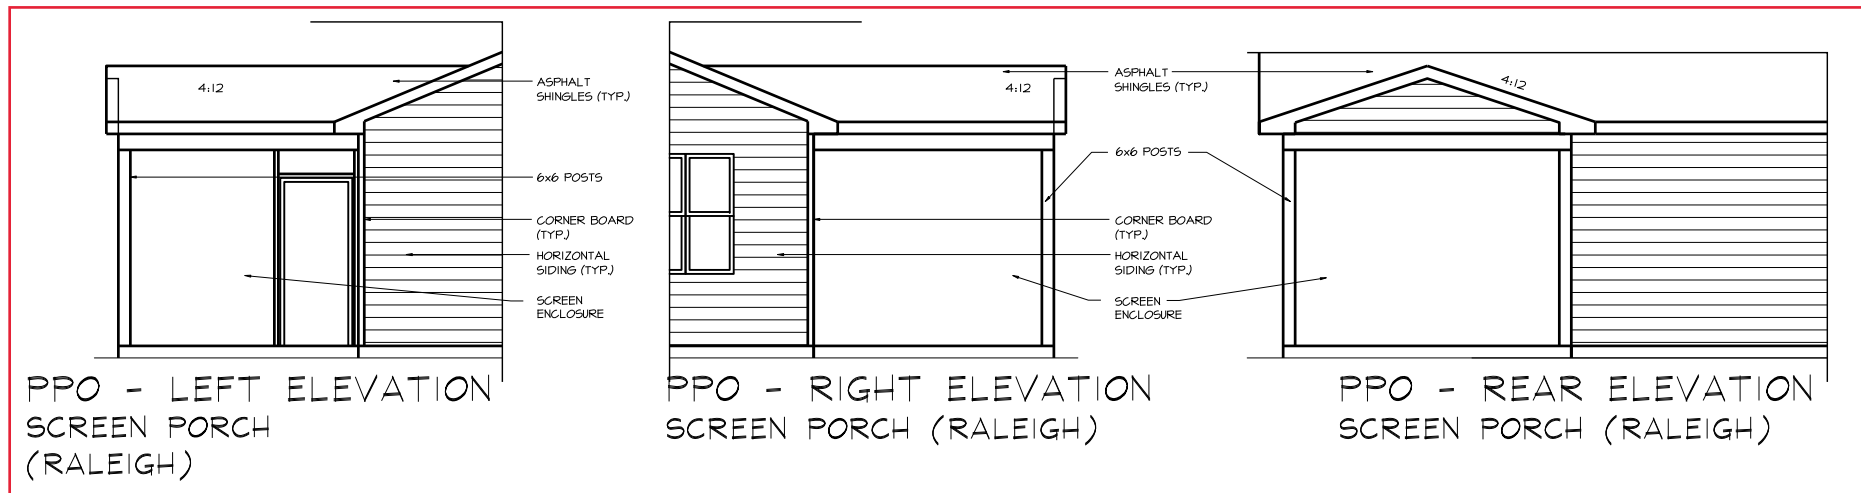 4:12
ASPHALT
SHINGLES (TYP.)
6x6 POSTS
CORNER BOARD
(TYP.)
HORIZONTAL
SIDING (TYP.)
SCREEN
ENCLOSURE
PPO - LEFT ELEVATION
SCREEN PORCH
(RALEIGH)
4:12
ASPHALT
SHINGLES (TYP.)
6x6 POSTS
CORNER BOARD
(TYP.)
HORIZONTAL
SIDING (TYP.)
SCREEN
ENCLOSURE
PPO - RIGHT ELEVATION
SCREEN PORCH (RALEIGH)
4:12
PPO - REAR ELEVATION
SCREEN PORCH (RALEIGH)